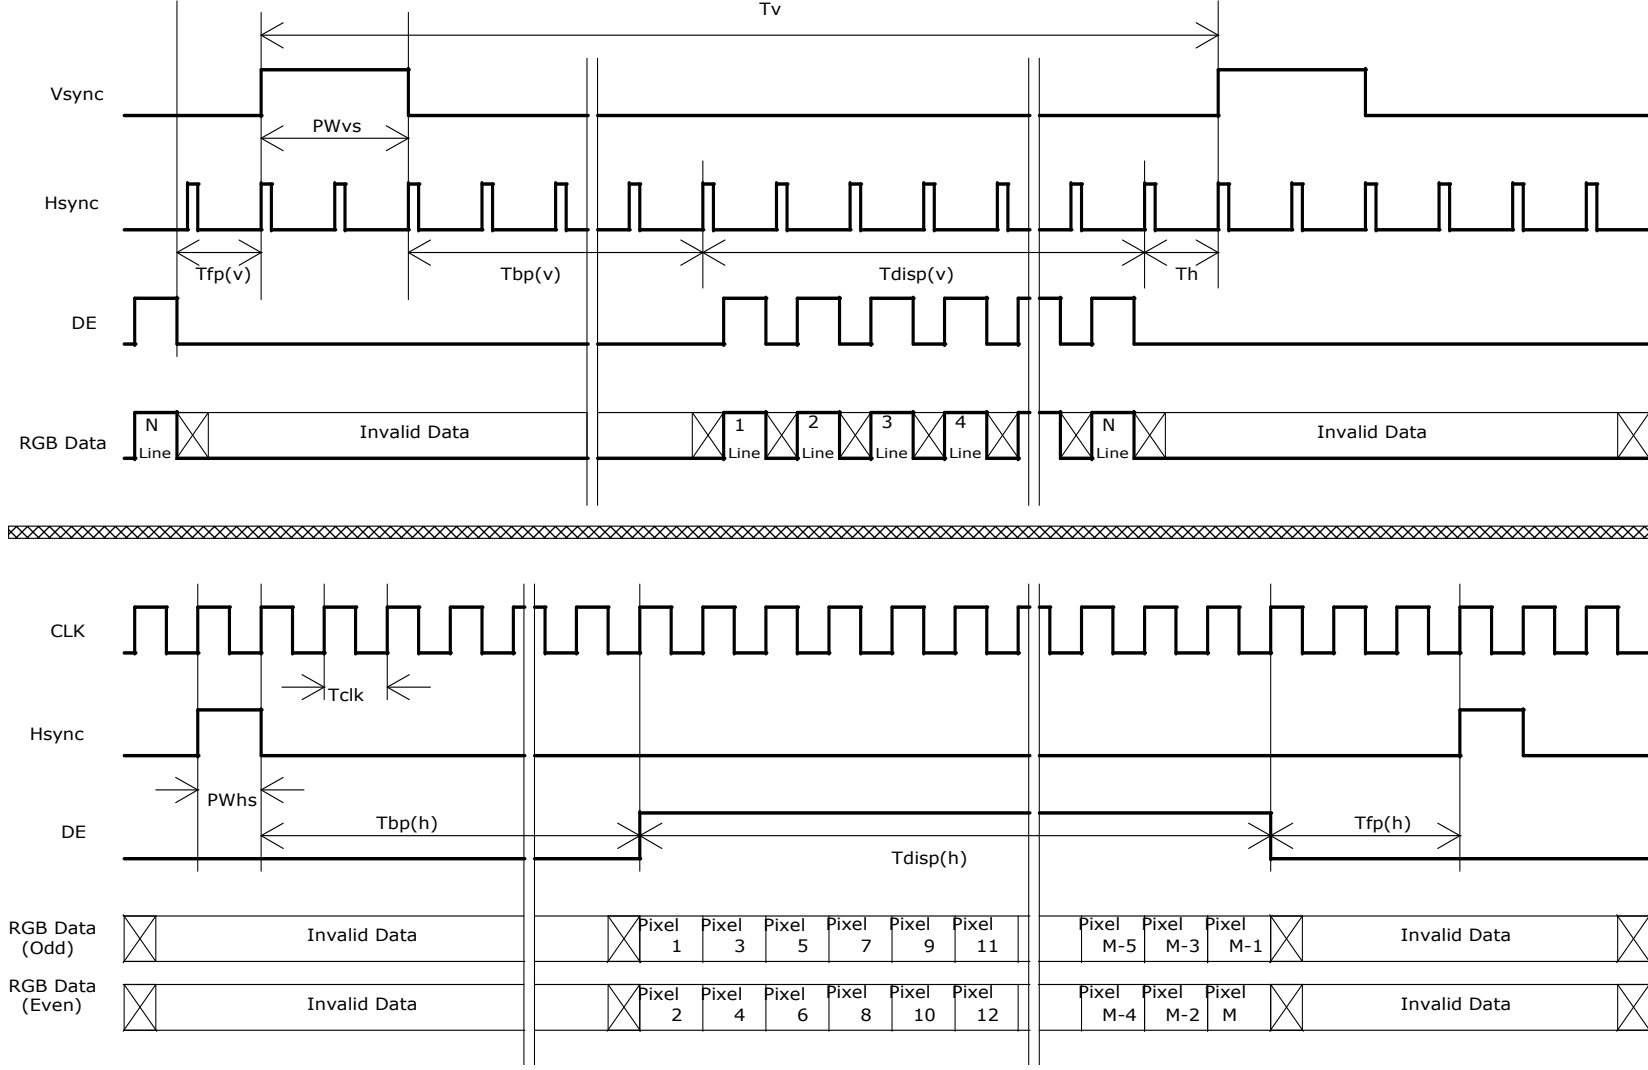 Tv
Vsync
PWvs
Hsync
Tfp(v) Tbp(v) Tdisp(v) Th
DE
N 1 2 3 4 N
RGB Data Invalid Data Invalid Data
Line Line Line Line Line Line
CLK
Tclk
Hsync
PWhs
DE Tbp(h) Tfp(h)
Tdisp(h)
RGB Data Pixel Pixel Pixel Pixel Pixel Pixel Pixel Pixel Pixel
(Odd) Invalid Data 1 3 5 7 9 11 M-5 M-3 M-1 Invalid Data
RGB Data Pixel Pixel Pixel Pixel Pixel Pixel Pixel Pixel Pixel
(Even) Invalid Data 2 4 6 8 10 12 M-4 M-2 M Invalid Data